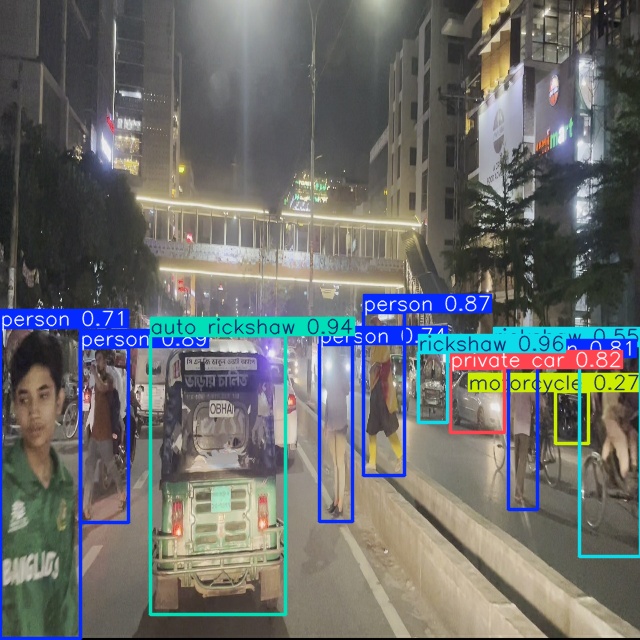 person 0.87
person 0.71
auto rickshaw 0.94
person 0.89
person 0.74
rickshaw 0.55
rickshaw 0.96
0.81
private car 0.82
motorcycle 0.27
ভাড়ায় চালিত
OBHAI
BANGLAD